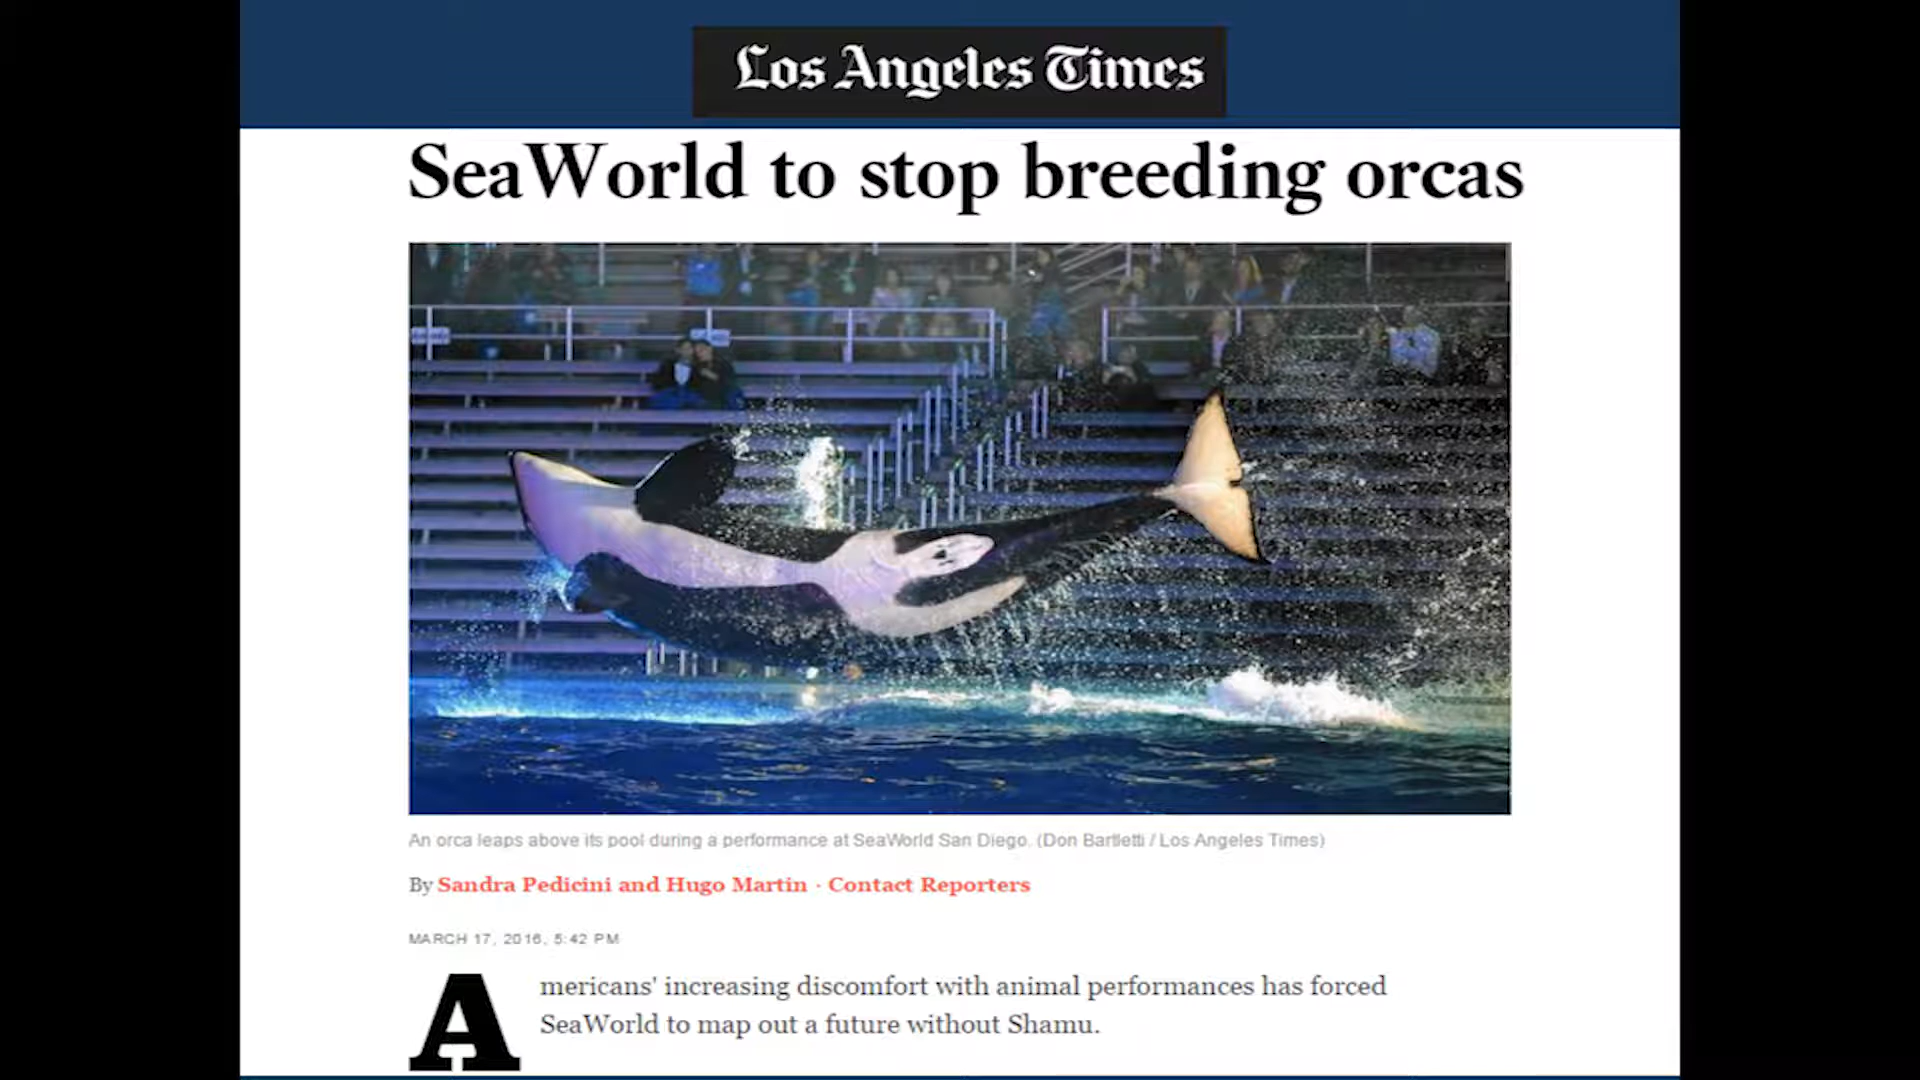 Los Angeles Times
SeaWorld to stop breeding orcas
An orca leaps above its pool during a performance at SeaWorld San Diego. (Don Bartletti / Los Angeles Times)
By Sandra Pedicini and Hugo Martin · Contact Reporters
MARCH 17, 2016, 5:42 PM
Americans' increasing discomfort with animal performances has forced
SeaWorld to map out a future without Shamu.